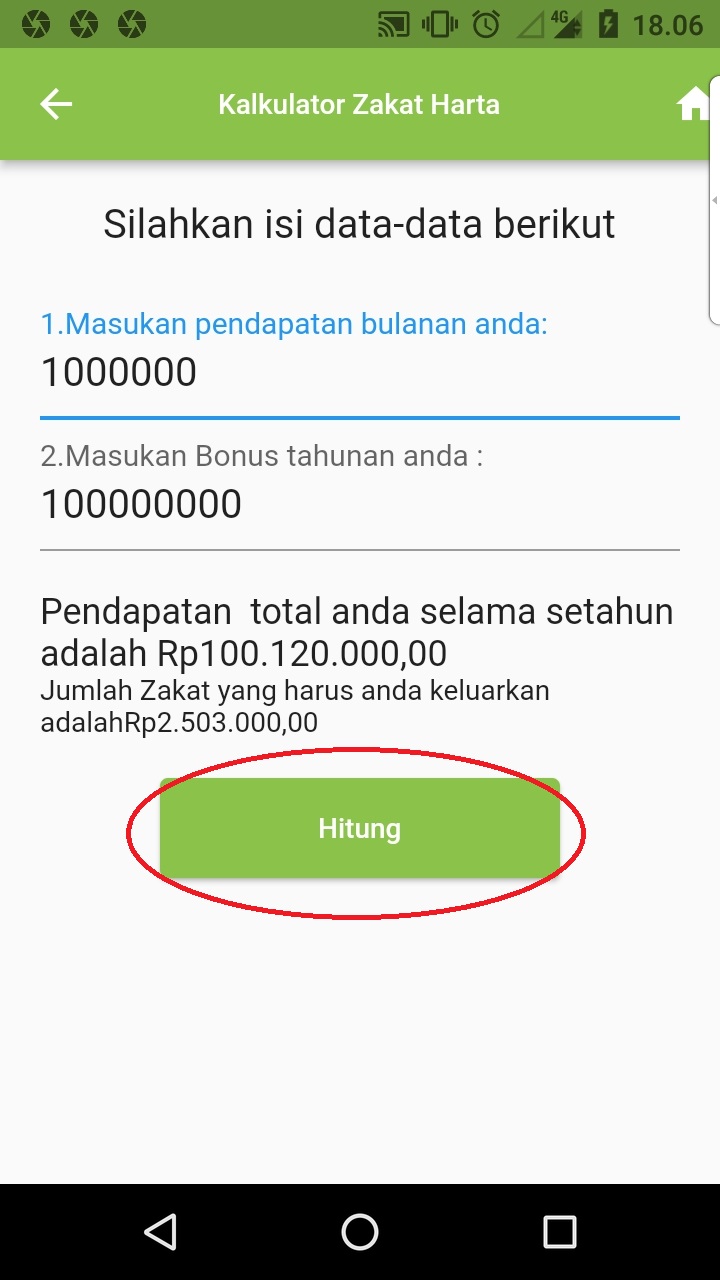 4G 18.06
Kalkulator Zakat Harta
Silahkan isi data-data berikut
1.Masukan pendapatan bulanan anda:
1000000
2.Masukan Bonus tahunan anda :
100000000
Pendapatan  total anda selama setahun
adalah Rp100.120.000,00
Jumlah Zakat yang harus anda keluarkan
adalahRp2.503.000,00
Hitung